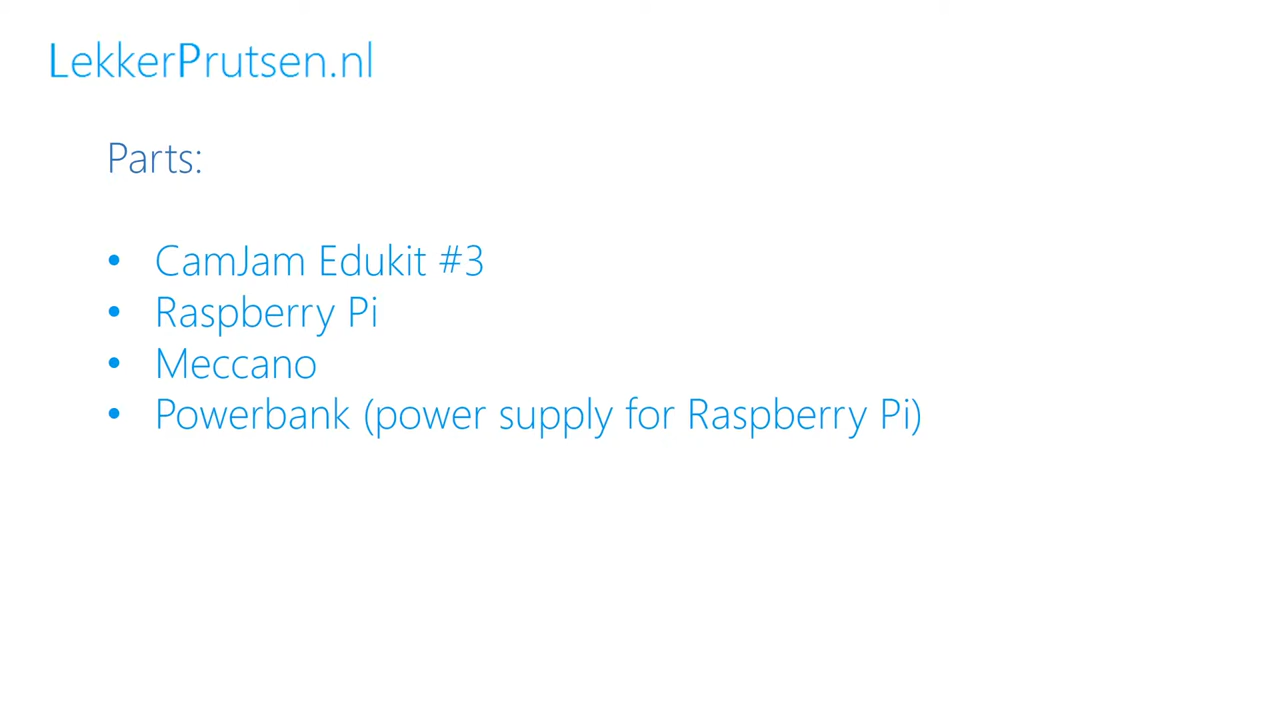 LekkerPrutsen.nl
Parts:
• CamJam Edukit #3
• Raspberry Pi
• Meccano
• Powerbank (power supply for Raspberry Pi)